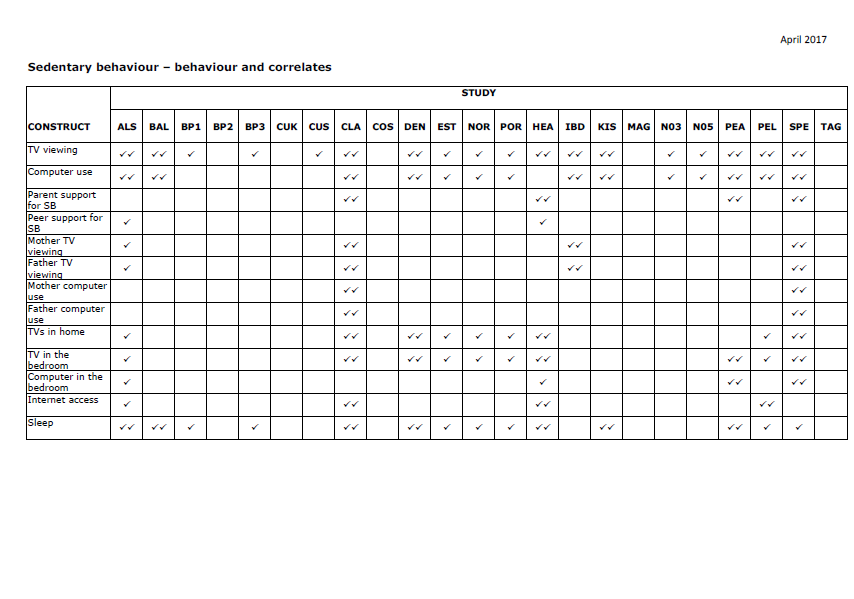 April 2017
Sedentary behaviour – behaviour and correlates
STUDY
CONSTRUCT ALS BAL BP1 BP2 BP3 CUK CUS CLA COS DEN EST NOR POR HEA IBD KIS MAG N03 N05 PEA PEL SPE TAG
TV viewing ✓✓ ✓✓ ✓ ✓ ✓ ✓✓ ✓✓ ✓ ✓ ✓ ✓✓ ✓✓ ✓✓ ✓ ✓ ✓✓ ✓✓ ✓✓
Computer use ✓✓ ✓✓ ✓✓ ✓✓ ✓ ✓ ✓ ✓✓ ✓✓ ✓ ✓ ✓✓ ✓✓ ✓✓
Parent support
for SB ✓✓ ✓✓ ✓✓ ✓✓
Peer support for
SB ✓ ✓
Mother TV
viewing ✓ ✓✓ ✓✓ ✓✓
Father TV
viewing ✓ ✓✓ ✓✓ ✓✓
Mother computer
use ✓✓ ✓✓
Father computer
use ✓✓ ✓✓
TVs in home ✓ ✓✓ ✓✓ ✓ ✓ ✓ ✓✓ ✓ ✓✓
TV in the
bedroom ✓ ✓✓ ✓✓ ✓ ✓ ✓ ✓✓ ✓✓ ✓ ✓✓
Computer in the
bedroom ✓ ✓ ✓✓ ✓✓
Internet access ✓ ✓✓ ✓✓ ✓✓
Sleep ✓✓ ✓✓ ✓ ✓ ✓✓ ✓✓ ✓ ✓ ✓ ✓✓ ✓✓ ✓✓ ✓ ✓